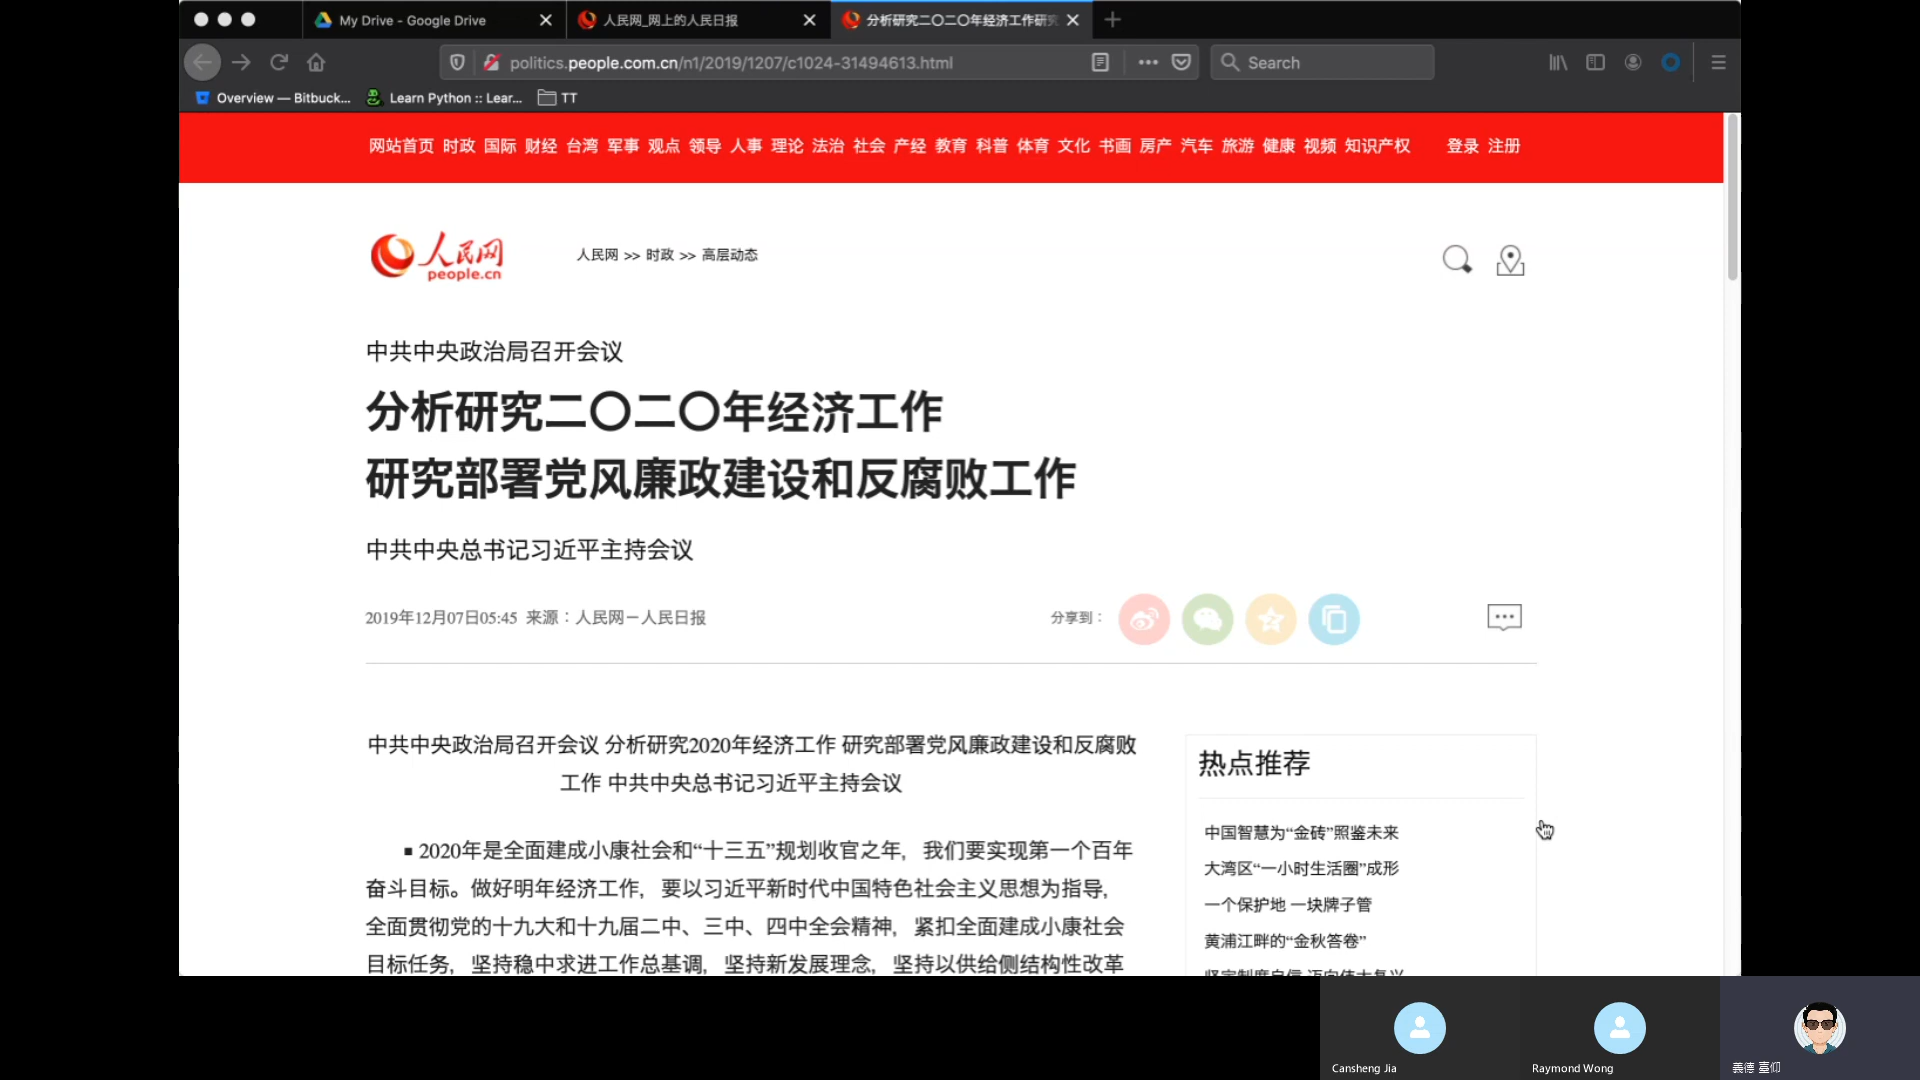 My Drive - Google Drive
人民网_网上的人民日报
分析研究二〇二〇年经济工作研究
politics.people.com.cn/n1/2019/1207/c1024-31494613.html
Search
Overview — Bitbuck...
Learn Python :: Lear...
TT
网站首页 时政 国际 财经 台湾 军事 观点 领导 人事 理论 法治 社会 产经 教育 科普 体育 文化 书画 房产 汽车 旅游 健康 视频 知识产权 登录 注册
人民网
people.cn
人民网 >> 时政 >> 高层动态
中共中央政治局召开会议
分析研究二〇二〇年经济工作
研究部署党风廉政建设和反腐败工作
中共中央总书记习近平主持会议
2019年12月07日05:45 来源：人民网－人民日报
分享到：
中共中央政治局召开会议 分析研究2020年经济工作 研究部署党风廉政建设和反腐败
工作 中共中央总书记习近平主持会议
■ 2020年是全面建成小康社会和“十三五”规划收官之年，我们要实现第一个百年
奋斗目标。做好明年经济工作，要以习近平新时代中国特色社会主义思想为指导，
全面贯彻党的十九大和十九届二中、三中、四中全会精神，紧扣全面建成小康社会
目标任务，坚持稳中求进工作总基调，坚持新发展理念，坚持以供给侧结构性改革
热点推荐
中国智慧为“金砖”照鉴未来
大湾区“一小时生活圈”成形
一个保护地 一块牌子管
黄浦江畔的“金秋答卷”
坚定制度自信 迈向伟大复兴
Cansheng Jia
Raymond Wong